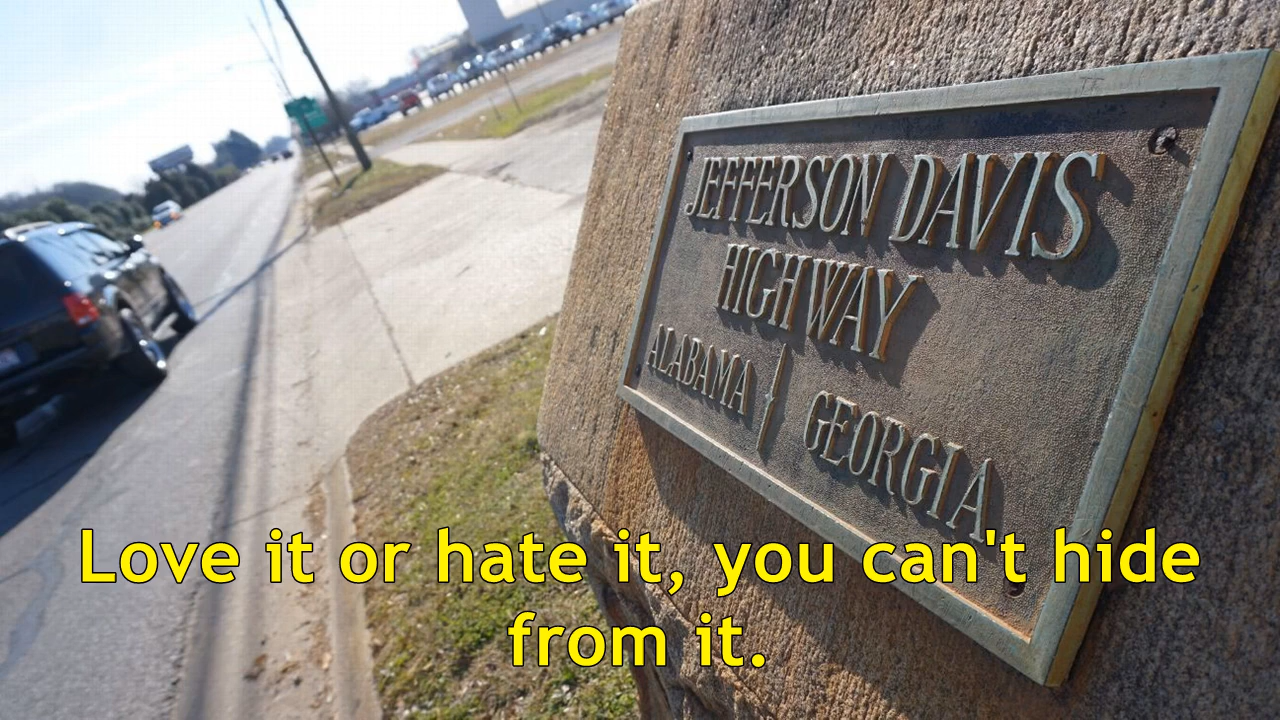 JEFFERSON DAVIS
HIGHWAY
ALABAMA GEORGIA
Love it or hate it, you can't hide
from it.